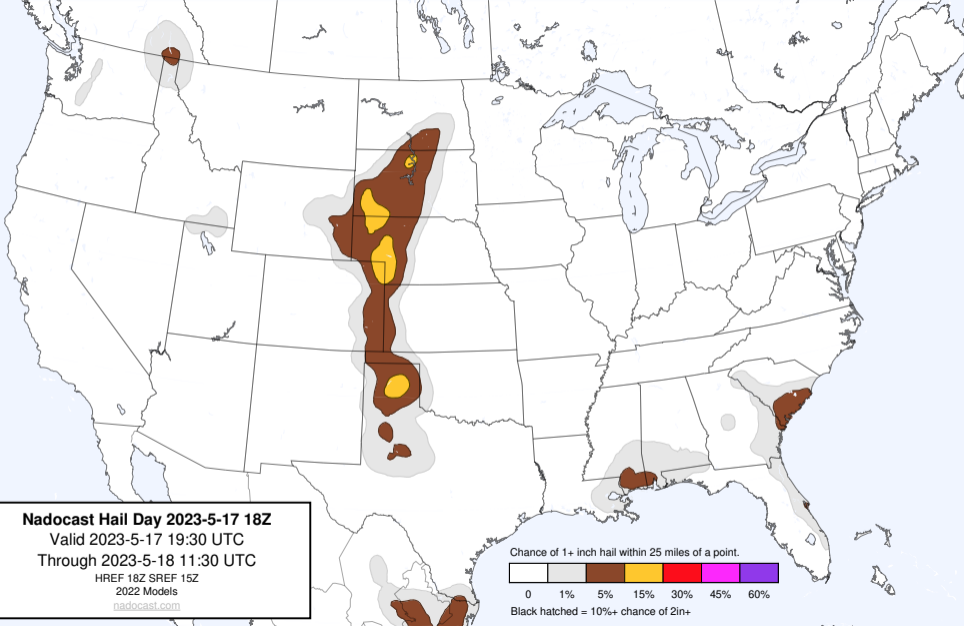 Nadocast Hail Day 2023-5-17 18Z
Valid 2023-5-17 19:30 UTC
Through 2023-5-18 11:30 UTC
HREF 18Z SREF 15Z
2022 Models
nadocast.com
Chance of 1+ inch hail within 25 miles of a point.
0 1% 5% 15% 30% 45% 60%
Black hatched = 10%+ chance of 2in+